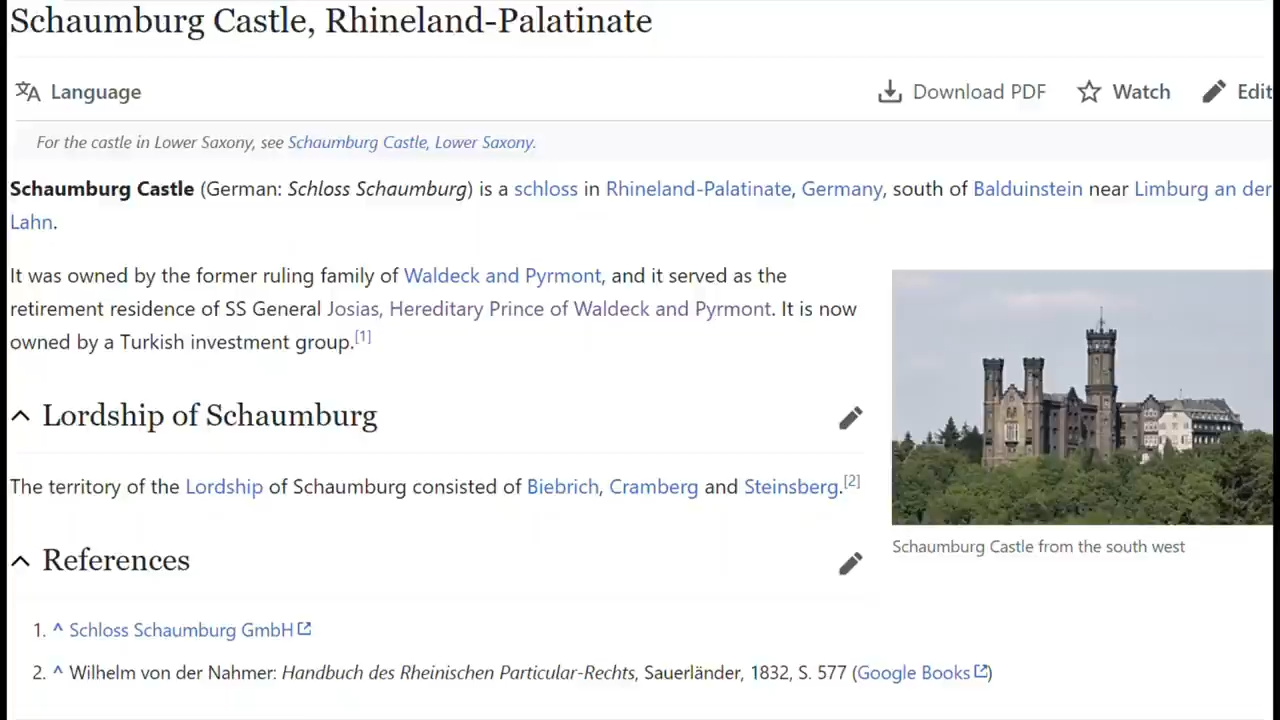 Schaumburg Castle, Rhineland-Palatinate
Language
Download PDF
Watch
Edit
For the castle in Lower Saxony, see Schaumburg Castle, Lower Saxony.
Schaumburg Castle (German: Schloss Schaumburg) is a schloss in Rhineland-Palatinate, Germany, south of Balduinstein near Limburg an der
Lahn.
It was owned by the former ruling family of Waldeck and Pyrmont, and it served as the
retirement residence of SS General Josias, Hereditary Prince of Waldeck and Pyrmont. It is now
owned by a Turkish investment group.[1]
Lordship of Schaumburg
The territory of the Lordship of Schaumburg consisted of Biebrich, Cramberg and Steinsberg.[2]
Schaumburg Castle from the south west
References
1. ^ Schloss Schaumburg GmbH
2. ^ Wilhelm von der Nahmer: Handbuch des Rheinischen Particular-Rechts, Sauerländer, 1832, S. 577 (Google Books)